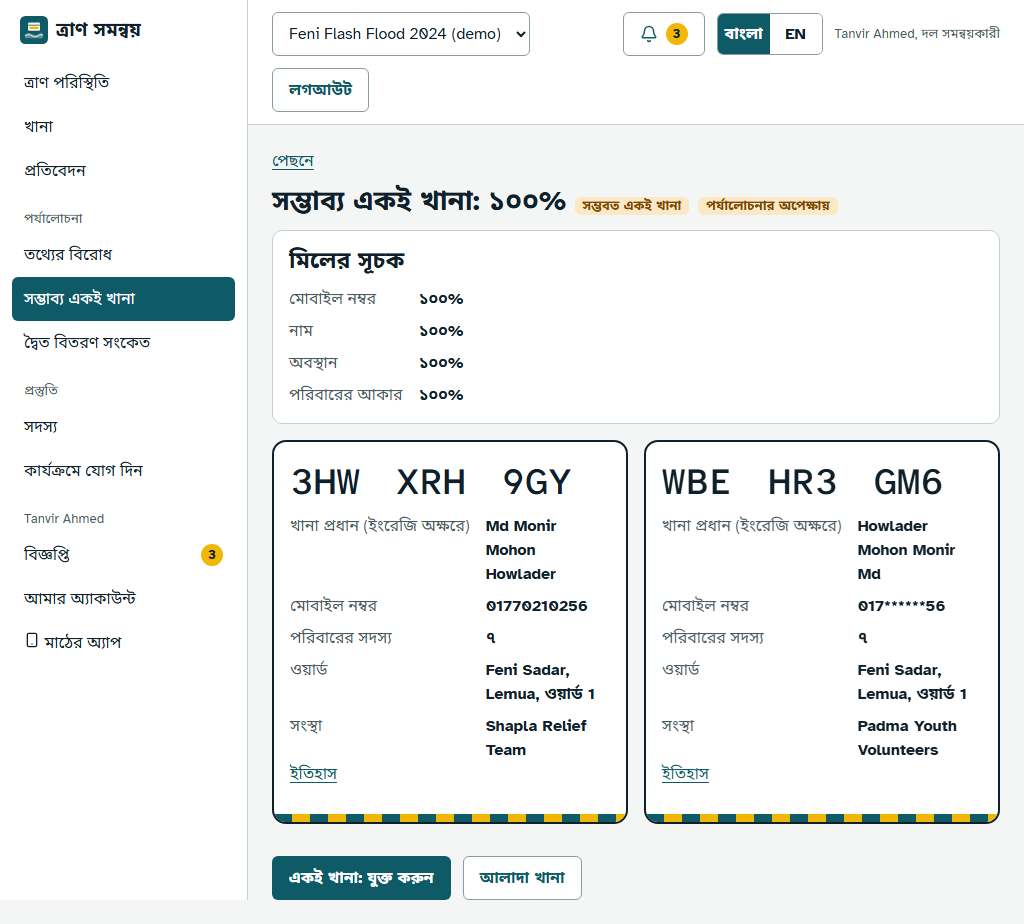 ত্রাণ সমন্বয়
ত্রাণ পরিস্থিতি
খানা
প্রতিবেদন
পর্যালোচনা
তথ্যের বিরোধ
সম্ভাব্য একই খানা
দ্বৈত বিতরণ সংকেত
প্রস্তুতি
সদস্য
কার্যক্রমে যোগ দিন
Tanvir Ahmed
বিজ্ঞপ্তি 3
আমার অ্যাকাউন্ট
মাঠের অ্যাপ
Feni Flash Flood 2024 (demo)
3
বাংলা EN
Tanvir Ahmed, দল সমন্বয়কারী
লগআউট
পেছনে
সম্ভাব্য একই খানা: ১০০% সম্ভবত একই খানা পর্যালোচনার অপেক্ষায়
মিলের সূচক
মোবাইল নম্বর ১০০%
নাম ১০০%
অবস্থান ১০০%
পরিবারের আকার ১০০%
3HW XRH 9GY
খানা প্রধান (ইংরেজি অক্ষরে) Md Monir
Mohon
Howlader
মোবাইল নম্বর 01770210256
পরিবারের সদস্য ৭
ওয়ার্ড Feni Sadar,
Lemua, ওয়ার্ড 1
সংস্থা Shapla Relief
Team
ইতিহাস
WBE HR3 GM6
খানা প্রধান (ইংরেজি অক্ষরে) Howlader
Mohon Monir
Md
মোবাইল নম্বর 017******56
পরিবারের সদস্য ৭
ওয়ার্ড Feni Sadar,
Lemua, ওয়ার্ড 1
সংস্থা Padma Youth
Volunteers
ইতিহাস
একই খানা: যুক্ত করুন
আলাদা খানা